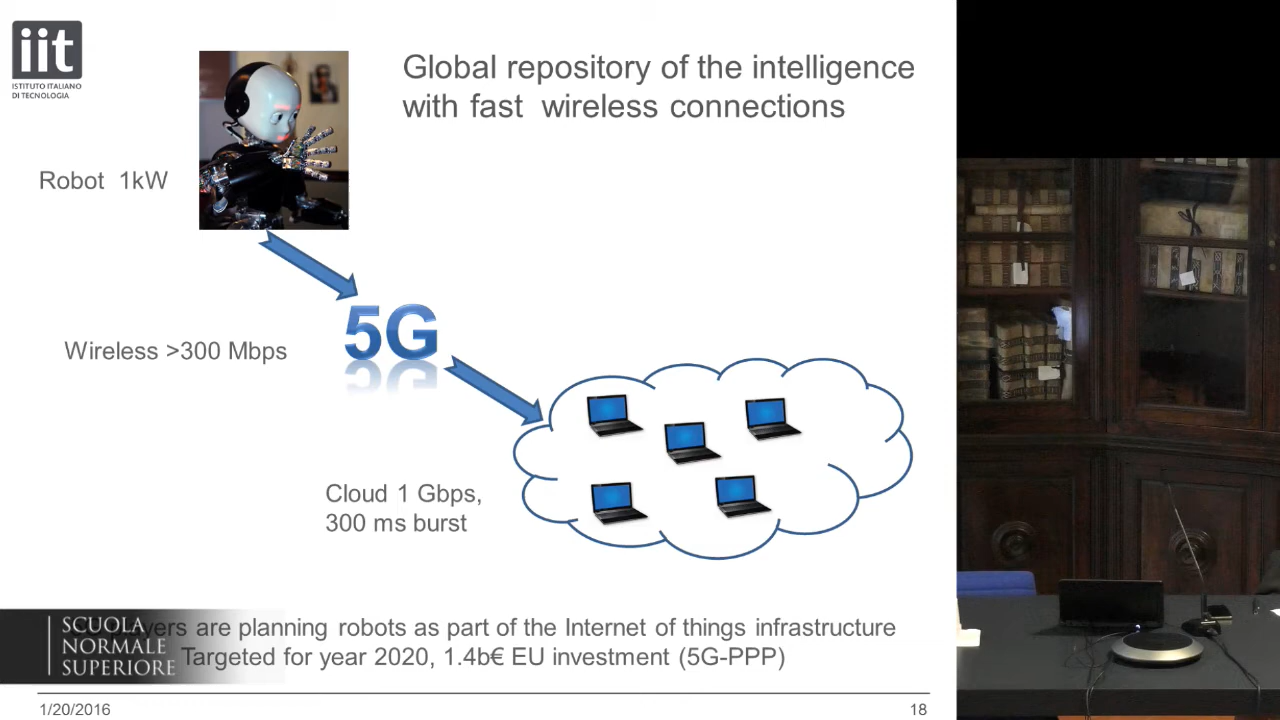 iit
ISTITUTO ITALIANO
DI TECNOLOGIA
Global repository of the intelligence
with fast wireless connections
Robot 1kW
5G
Wireless >300 Mbps
Cloud 1 Gbps,
300 ms burst
are planning robots as part of the Internet of things infrastructure
Targeted for year 2020, 1.4b€ EU investment (5G-PPP)
SCUOLA
NORMALE
SUPERIORE
1/20/2016
18